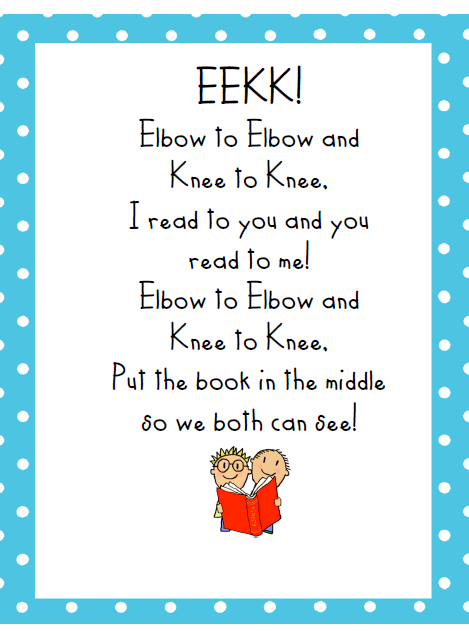 EEKK!
Elbow to Elbow and
Knee to Knee,
I read to you and you
read to me!
Elbow to Elbow and
Knee to Knee,
Put the book in the middle
so we both can see!